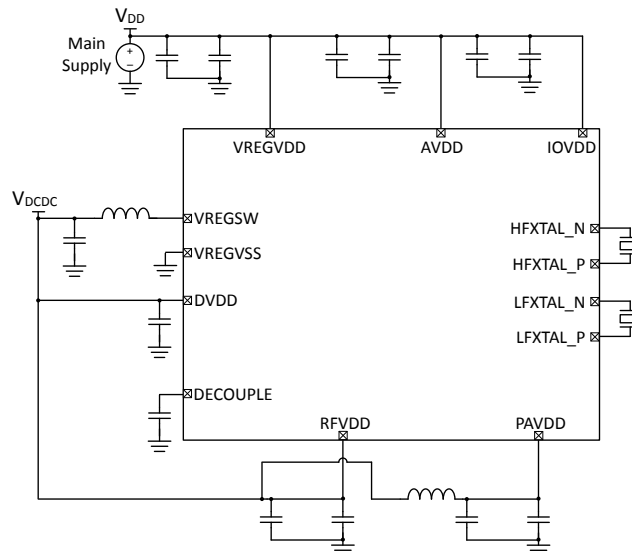 VDD
Main
Supply
+
−
VREGVDD
AVDD
IOVDD
VDCDC
VREGSW
HFXTAL_N
VREGVSS
HFXTAL_P
DVDD
LFXTAL_N
LFXTAL_P
DECOUPLE
RFVDD
PAVDD